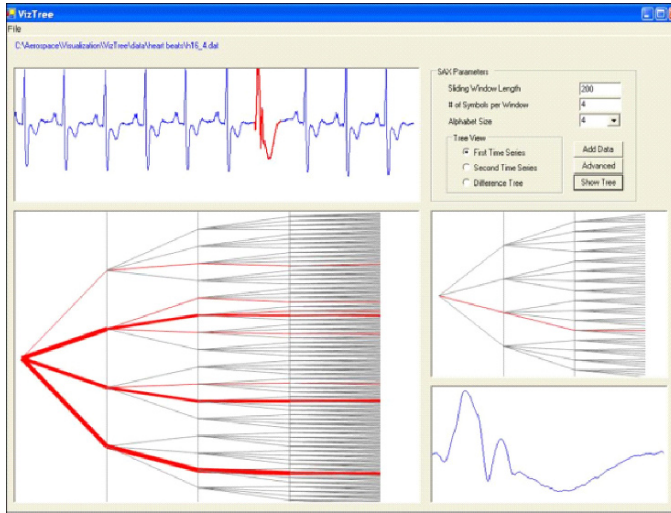 VizTree
File
C:\Aerospace\Visualization\VizTree\data\heart beats\h16_4.dat
SAX Parameters
Sliding Window Length 200
# of Symbols per Window 4
Alphabet Size 4
Tree View
First Time Series
Second Time Series
Difference Tree
Add Data
Advanced
Show Tree